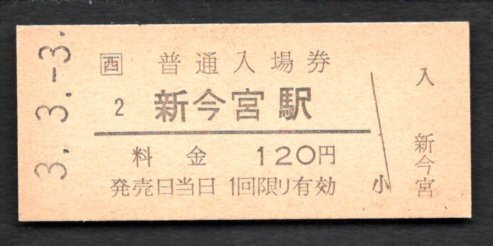 3. 3. -3.
西 普通入場券
2 新今宮駅
料金 120円
発売日当日1回限り有効
小
入
新今宮